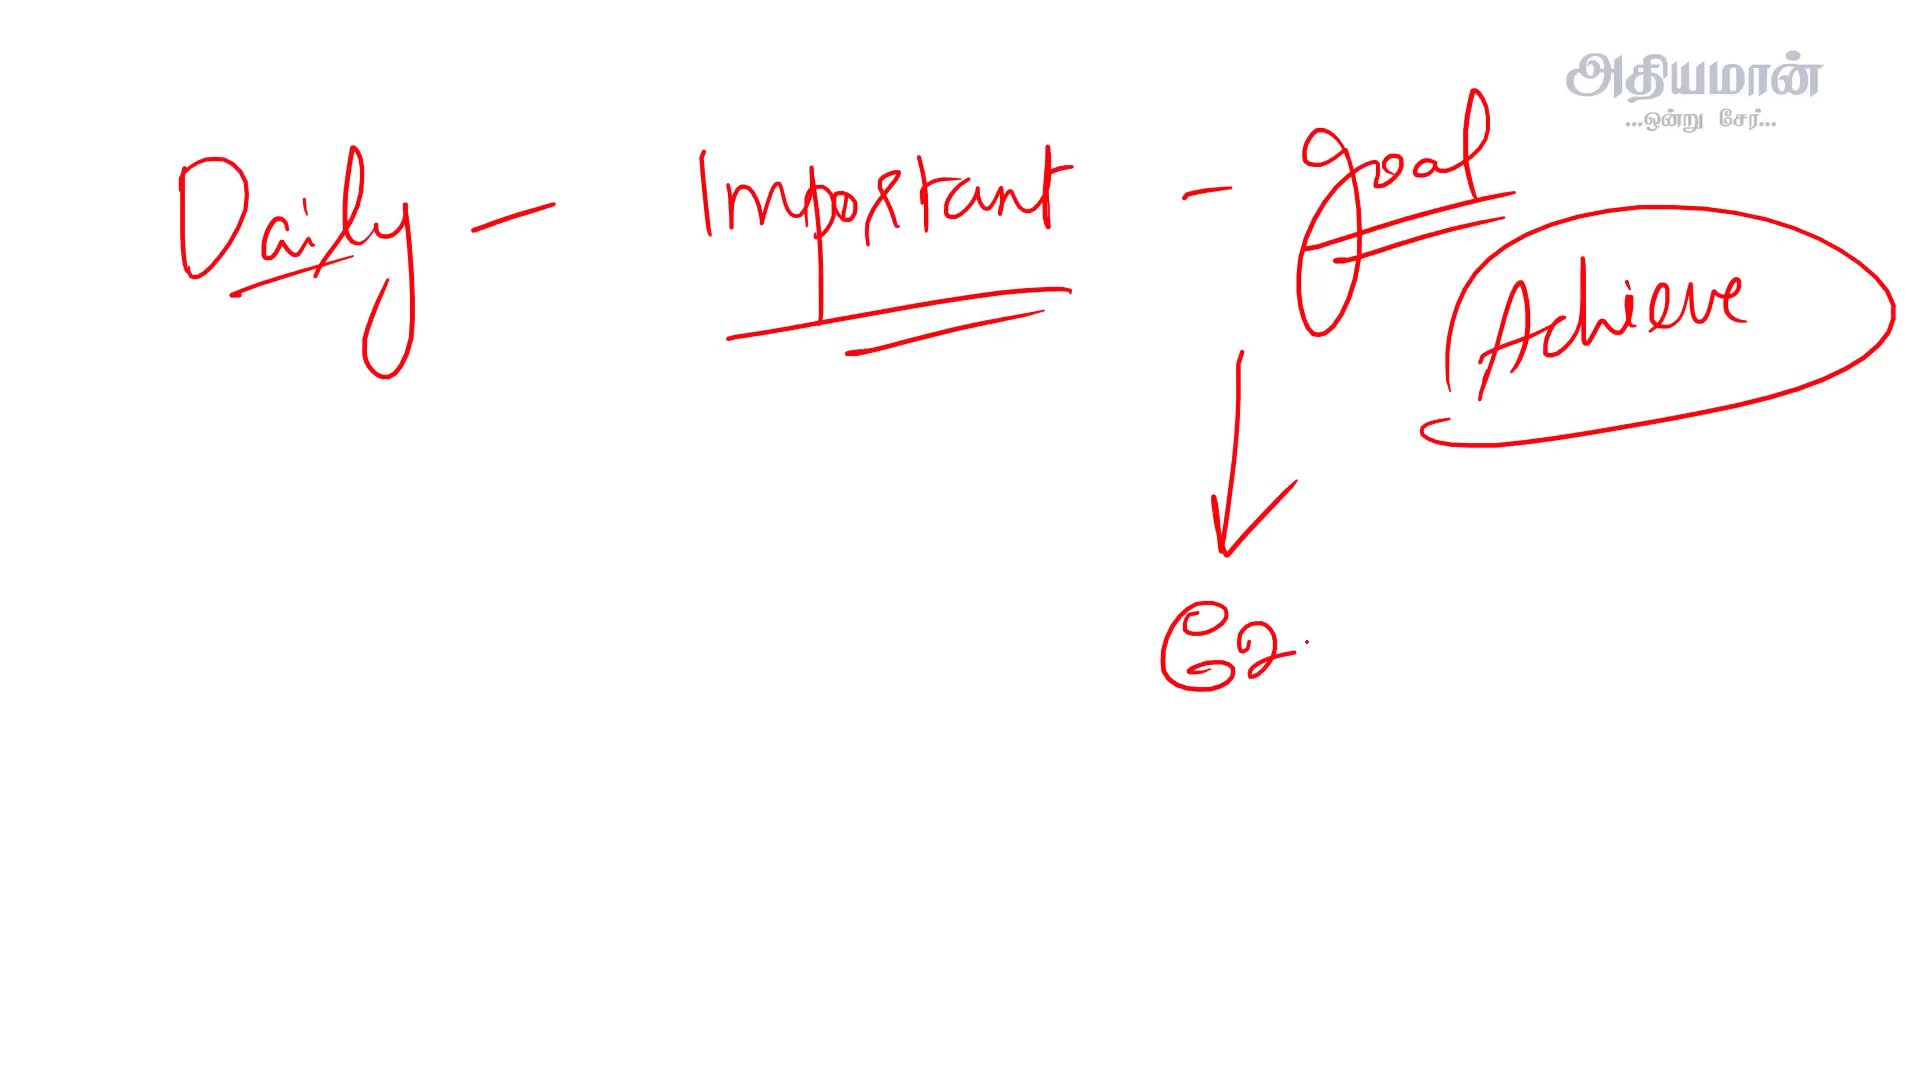 அதியமான்
...ஒன்று சேர்...
Daily - Important - Goal
Achieve